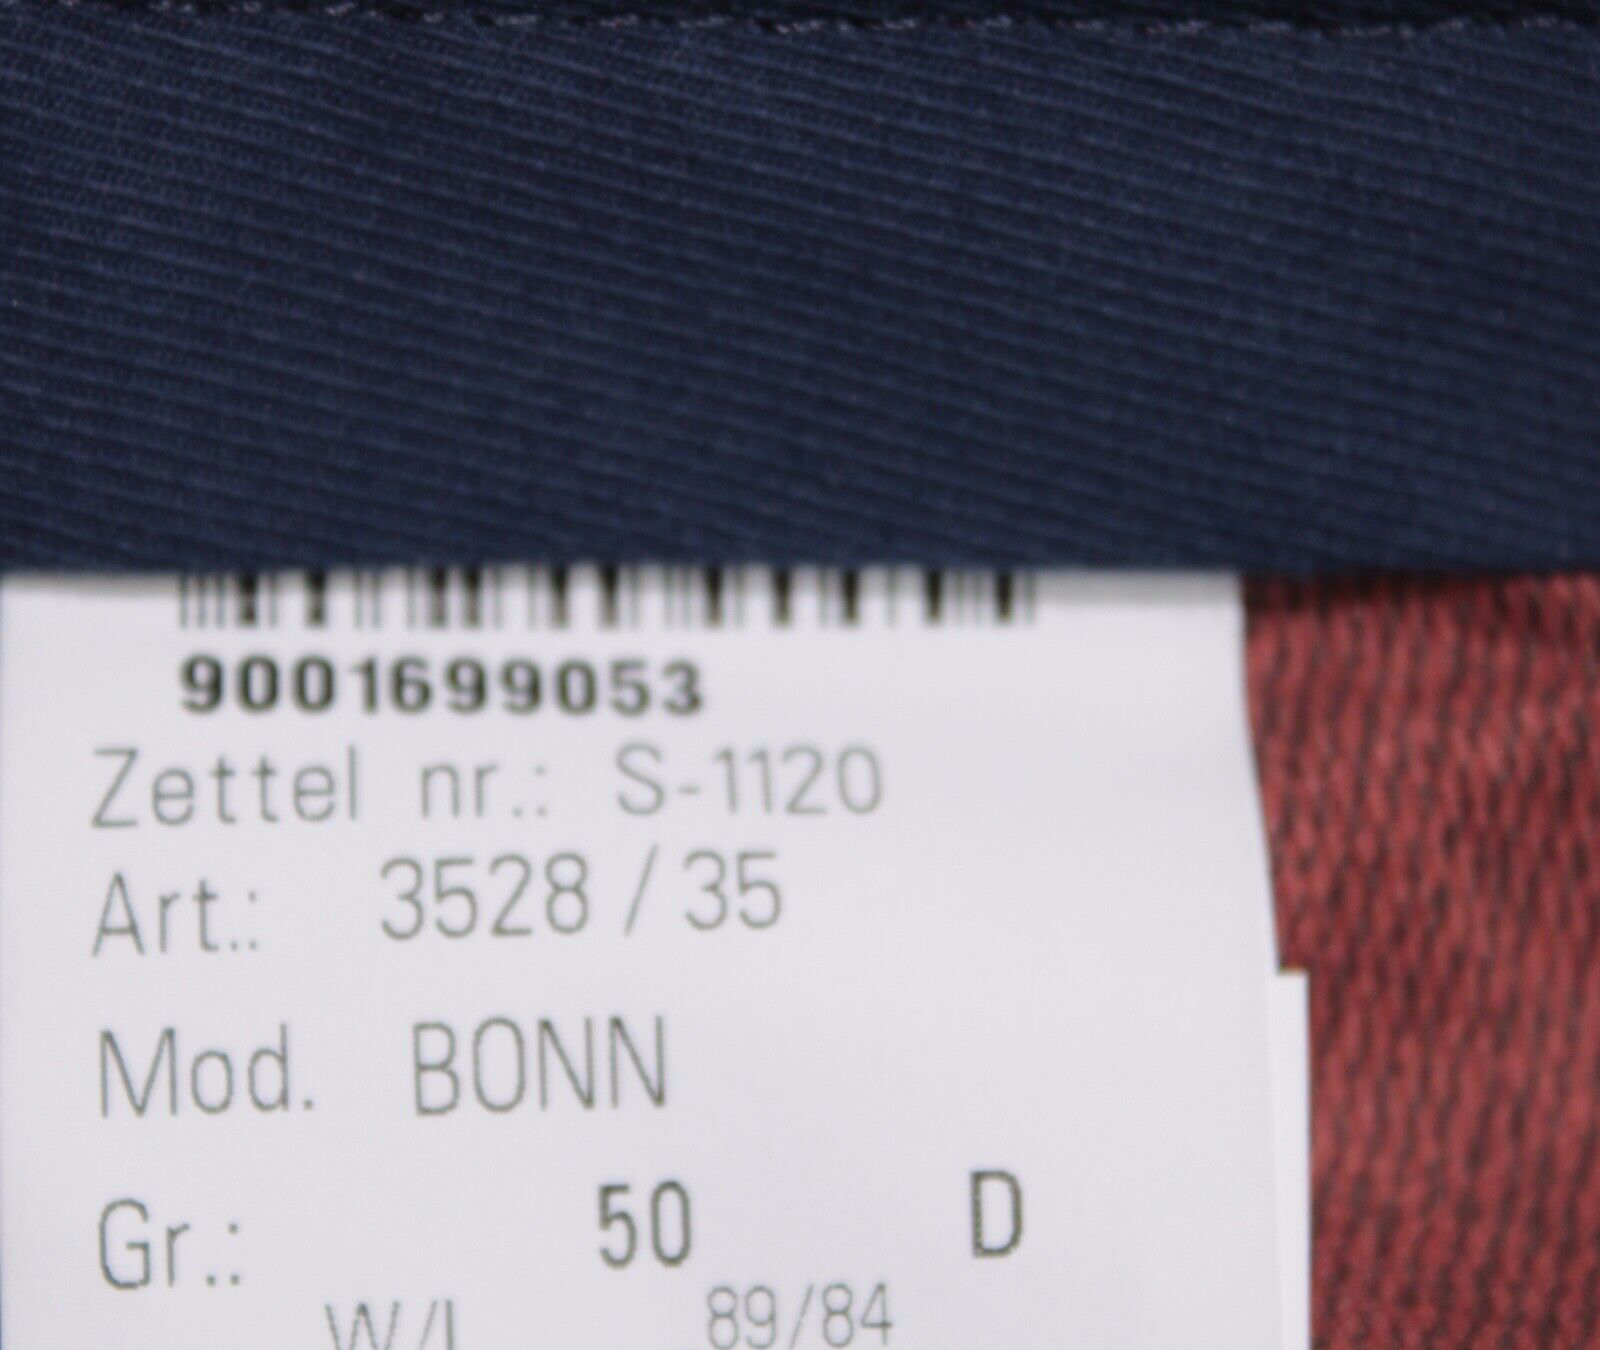 9001699053
Zettel nr.: S-1120
Art.: 3528 / 35
Mod. BONN
Gr.: 50 D
W/L 89/84